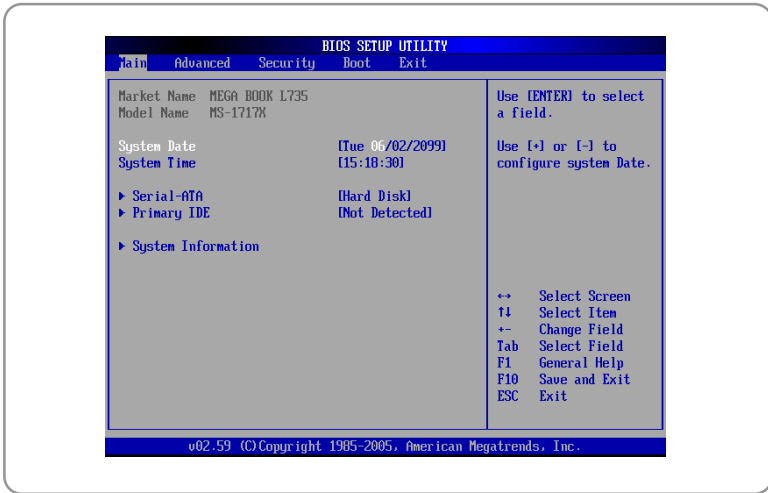 BIOS SETUP UTILITY
Main Advanced Security Boot Exit
Market Name MEGA BOOK L735
Model Name MS-1717X
System Date [Tue 06/02/2099]
System Time [15:18:30]
▶ Serial-ATA [Hard Disk]
▶ Primary IDE [Not Detected]
▶ System Information
Use [ENTER] to select
a field.
Use [+] or [-] to
configure system Date.
↔ Select Screen
↑↓ Select Item
+- Change Field
Tab Select Field
F1 General Help
F10 Save and Exit
ESC Exit
v02.59 (C)Copyright 1985-2005, American Megatrends, Inc.